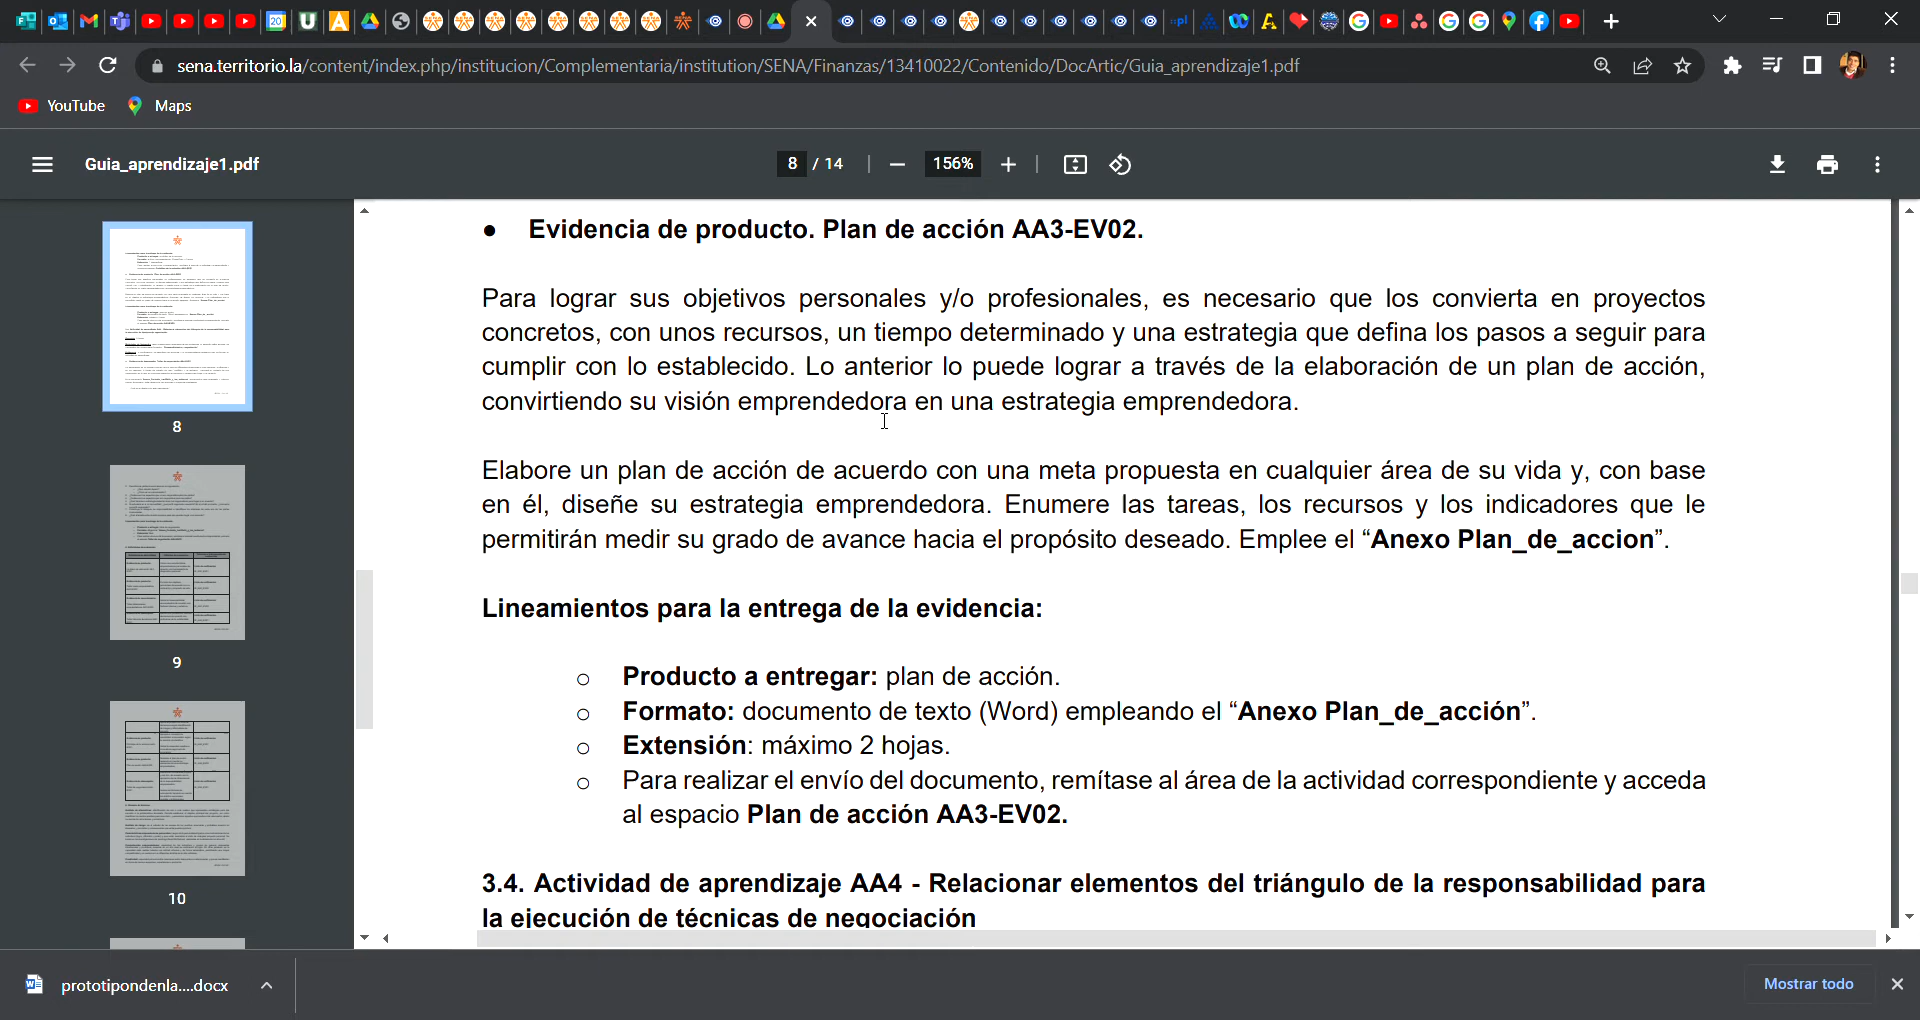 sena.territorio.la/content/index.php/institucion/Complementaria/institution/SENA/Finanzas/13410022/Contenido/DocArtic/Guia_aprendizaje1.pdf
YouTube Maps
Guia_aprendizaje1.pdf 8 / 14 156%
● Evidencia de producto. Plan de acción AA3-EV02.
Para lograr sus objetivos personales y/o profesionales, es necesario que los convierta en proyectos
concretos, con unos recursos, un tiempo determinado y una estrategia que defina los pasos a seguir para
cumplir con lo establecido. Lo anterior lo puede lograr a través de la elaboración de un plan de acción,
convirtiendo su visión emprendedora en una estrategia emprendedora.
Elabore un plan de acción de acuerdo con una meta propuesta en cualquier área de su vida y, con base
en él, diseñe su estrategia emprendedora. Enumere las tareas, los recursos y los indicadores que le
permitirán medir su grado de avance hacia el propósito deseado. Emplee el “Anexo Plan_de_accion”.
Lineamientos para la entrega de la evidencia:
o Producto a entregar: plan de acción.
o Formato: documento de texto (Word) empleando el “Anexo Plan_de_acción”.
o Extensión: máximo 2 hojas.
o Para realizar el envío del documento, remítase al área de la actividad correspondiente y acceda
al espacio Plan de acción AA3-EV02.
3.4. Actividad de aprendizaje AA4 - Relacionar elementos del triángulo de la responsabilidad para
la ejecución de técnicas de negociación
8
9
10
prototipondenla....docx
Mostrar todo